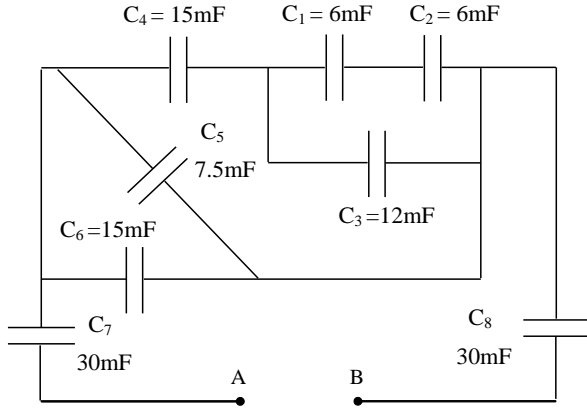 C₄ = 15mF
C₁ = 6mF
C₂ = 6mF
C₅
7.5mF
C₃ =12mF
C₆ =15mF
C₇
30mF
C₈
30mF
A
B